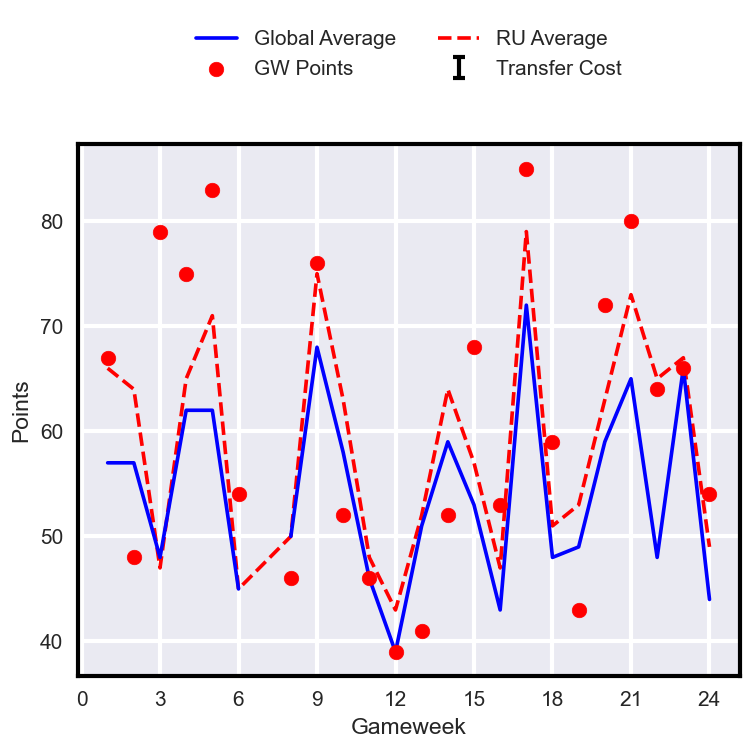 Global Average
RU Average
GW Points
Transfer Cost
80
70
60
50
40
Points
0 3 6 9 12 15 18 21 24
Gameweek